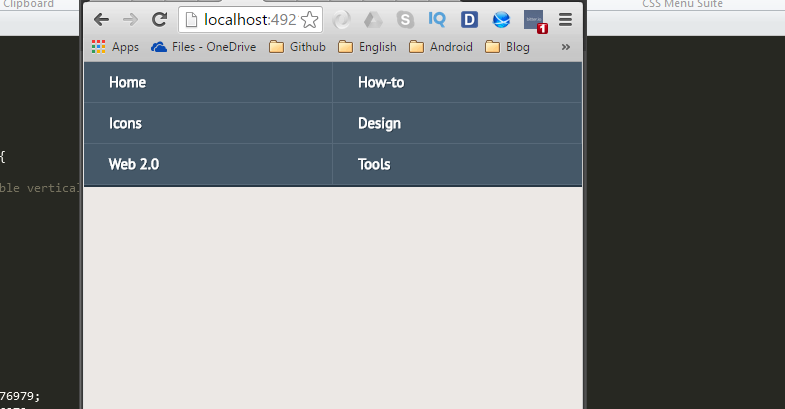 Clipboard
CSS Menu Suite
localhost:492
S
IQ
D
1
Apps
Files - OneDrive
Github
English
Android
Blog
»
Home
How-to
Icons
Design
Web 2.0
Tools
{
ble vertical
76979;